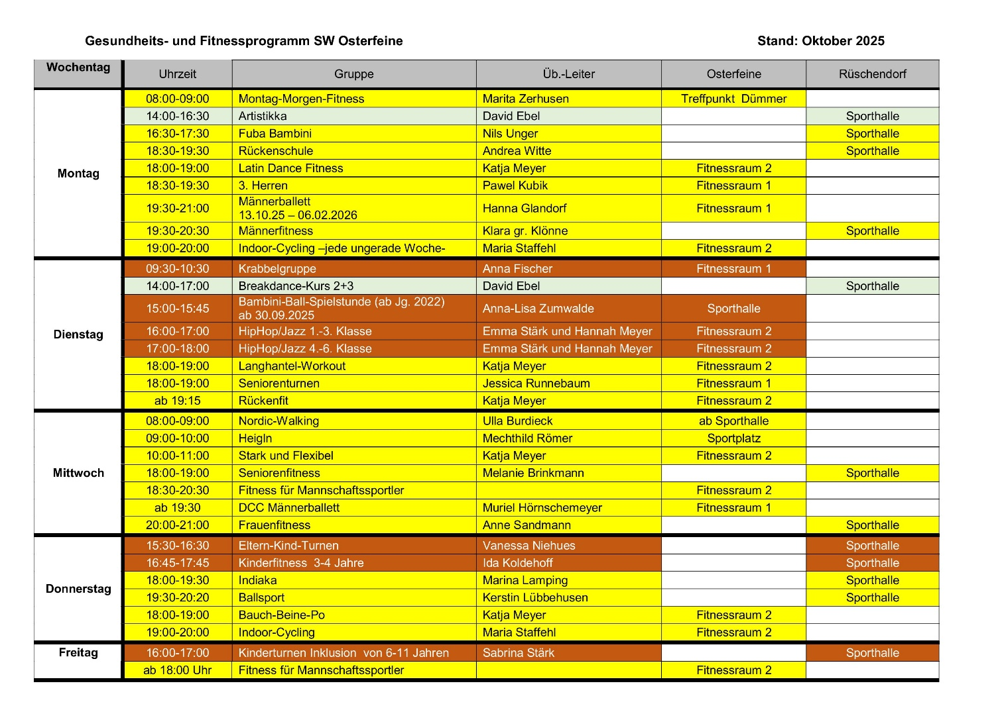 Gesundheits- und Fitnessprogramm SW Osterfeine Stand: Oktober 2025
Wochentag Uhrzeit Gruppe Üb.-Leiter Osterfeine Rüschendorf
Montag
08:00-09:00 Montag-Morgen-Fitness Marita Zerhusen Treffpunkt Dümmer
14:00-16:30 Artistikka David Ebel Sporthalle
16:30-17:30 Fuba Bambini Nils Unger Sporthalle
18:30-19:30 Rückenschule Andrea Witte Sporthalle
18:00-19:00 Latin Dance Fitness Katja Meyer Fitnessraum 2
18:30-19:30 3. Herren Pawel Kubik Fitnessraum 1
19:30-21:00 Männerballett
13.10.25 – 06.02.2026 Hanna Glandorf Fitnessraum 1
19:30-20:30 Männerfitness Klara gr. Klönne Sporthalle
19:00-20:00 Indoor-Cycling –jede ungerade Woche- Maria Staffehl Fitnessraum 2
Dienstag
09:30-10:30 Krabbelgruppe Anna Fischer Fitnessraum 1
14:00-17:00 Breakdance-Kurs 2+3 David Ebel Sporthalle
15:00-15:45 Bambini-Ball-Spielstunde (ab Jg. 2022)
ab 30.09.2025 Anna-Lisa Zumwalde Sporthalle
16:00-17:00 HipHop/Jazz 1.-3. Klasse Emma Stärk und Hannah Meyer Fitnessraum 2
17:00-18:00 HipHop/Jazz 4.-6. Klasse Emma Stärk und Hannah Meyer Fitnessraum 2
18:00-19:00 Langhantel-Workout Katja Meyer Fitnessraum 2
18:00-19:00 Seniorenturnen Jessica Runnebaum Fitnessraum 1
ab 19:15 Rückenfit Katja Meyer Fitnessraum 2
Mittwoch
08:00-09:00 Nordic-Walking Ulla Burdieck ab Sporthalle
09:00-10:00 Heigln Mechthild Römer Sportplatz
10:00-11:00 Stark und Flexibel Katja Meyer Fitnessraum 2
18:00-19:00 Seniorenfitness Melanie Brinkmann Sporthalle
18:30-20:30 Fitness für Mannschaftssportler Fitnessraum 2
ab 19:30 DCC Männerballett Muriel Hörnschemeyer Fitnessraum 1
20:00-21:00 Frauenfitness Anne Sandmann Sporthalle
Donnerstag
15:30-16:30 Eltern-Kind-Turnen Vanessa Niehues Sporthalle
16:45-17:45 Kinderfitness 3-4 Jahre Ida Koldehoff Sporthalle
18:00-19:30 Indiaka Marina Lamping Sporthalle
19:30-20:20 Ballsport Kerstin Lübbehusen Sporthalle
18:00-19:00 Bauch-Beine-Po Katja Meyer Fitnessraum 2
19:00-20:00 Indoor-Cycling Maria Staffehl Fitnessraum 2
Freitag
16:00-17:00 Kinderturnen Inklusion von 6-11 Jahren Sabrina Stärk Sporthalle
ab 18:00 Uhr Fitness für Mannschaftssportler Fitnessraum 2